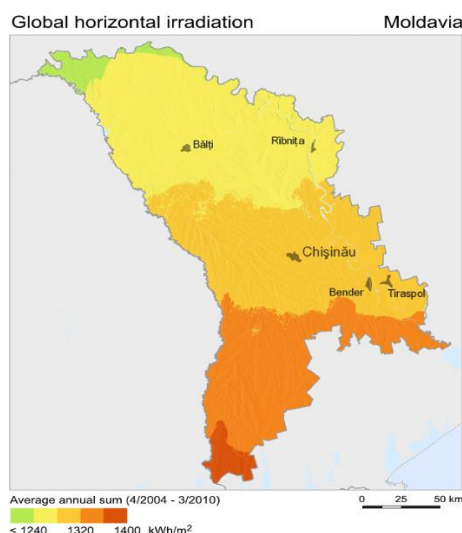 Global horizontal irradiation Moldavia
Bălți
Rîbnița
Chişinău
Bender
Tiraspol
Average annual sum (4/2004 - 3/2010)
0 25 50 km
< 1240 1320 1400 kWh/m²